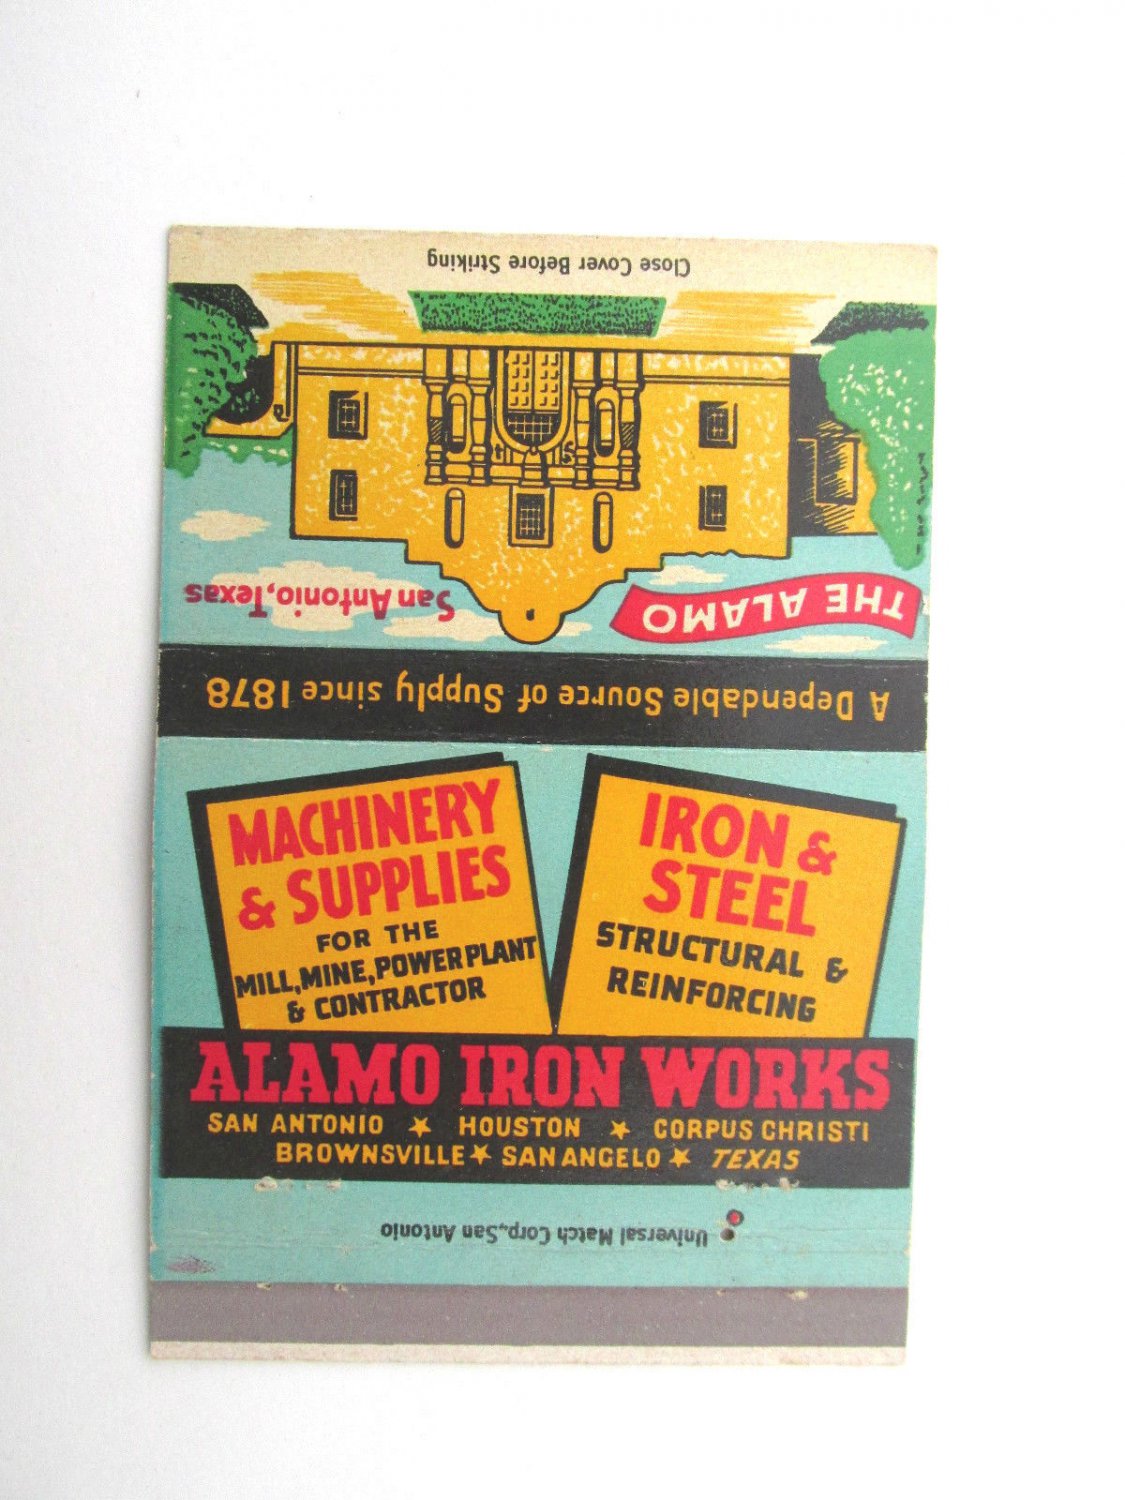 Close Cover Before Striking
THE ALAMO
San Antonio, Texas
A Dependable Source of Supply since 1878
MACHINERY
& SUPPLIES
FOR THE
MILL, MINE, POWER PLANT
& CONTRACTOR
IRON &
STEEL
STRUCTURAL &
REINFORCING
ALAMO IRON WORKS
SAN ANTONIO ★ HOUSTON ★ CORPUS CHRISTI
BROWNSVILLE ★ SAN ANGELO ★ TEXAS
Universal Match Corp., San Antonio